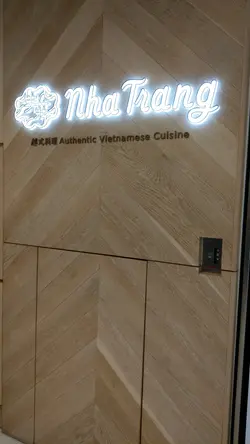 Nha Trang
越式料理 Authentic Vietnamese Cuisine